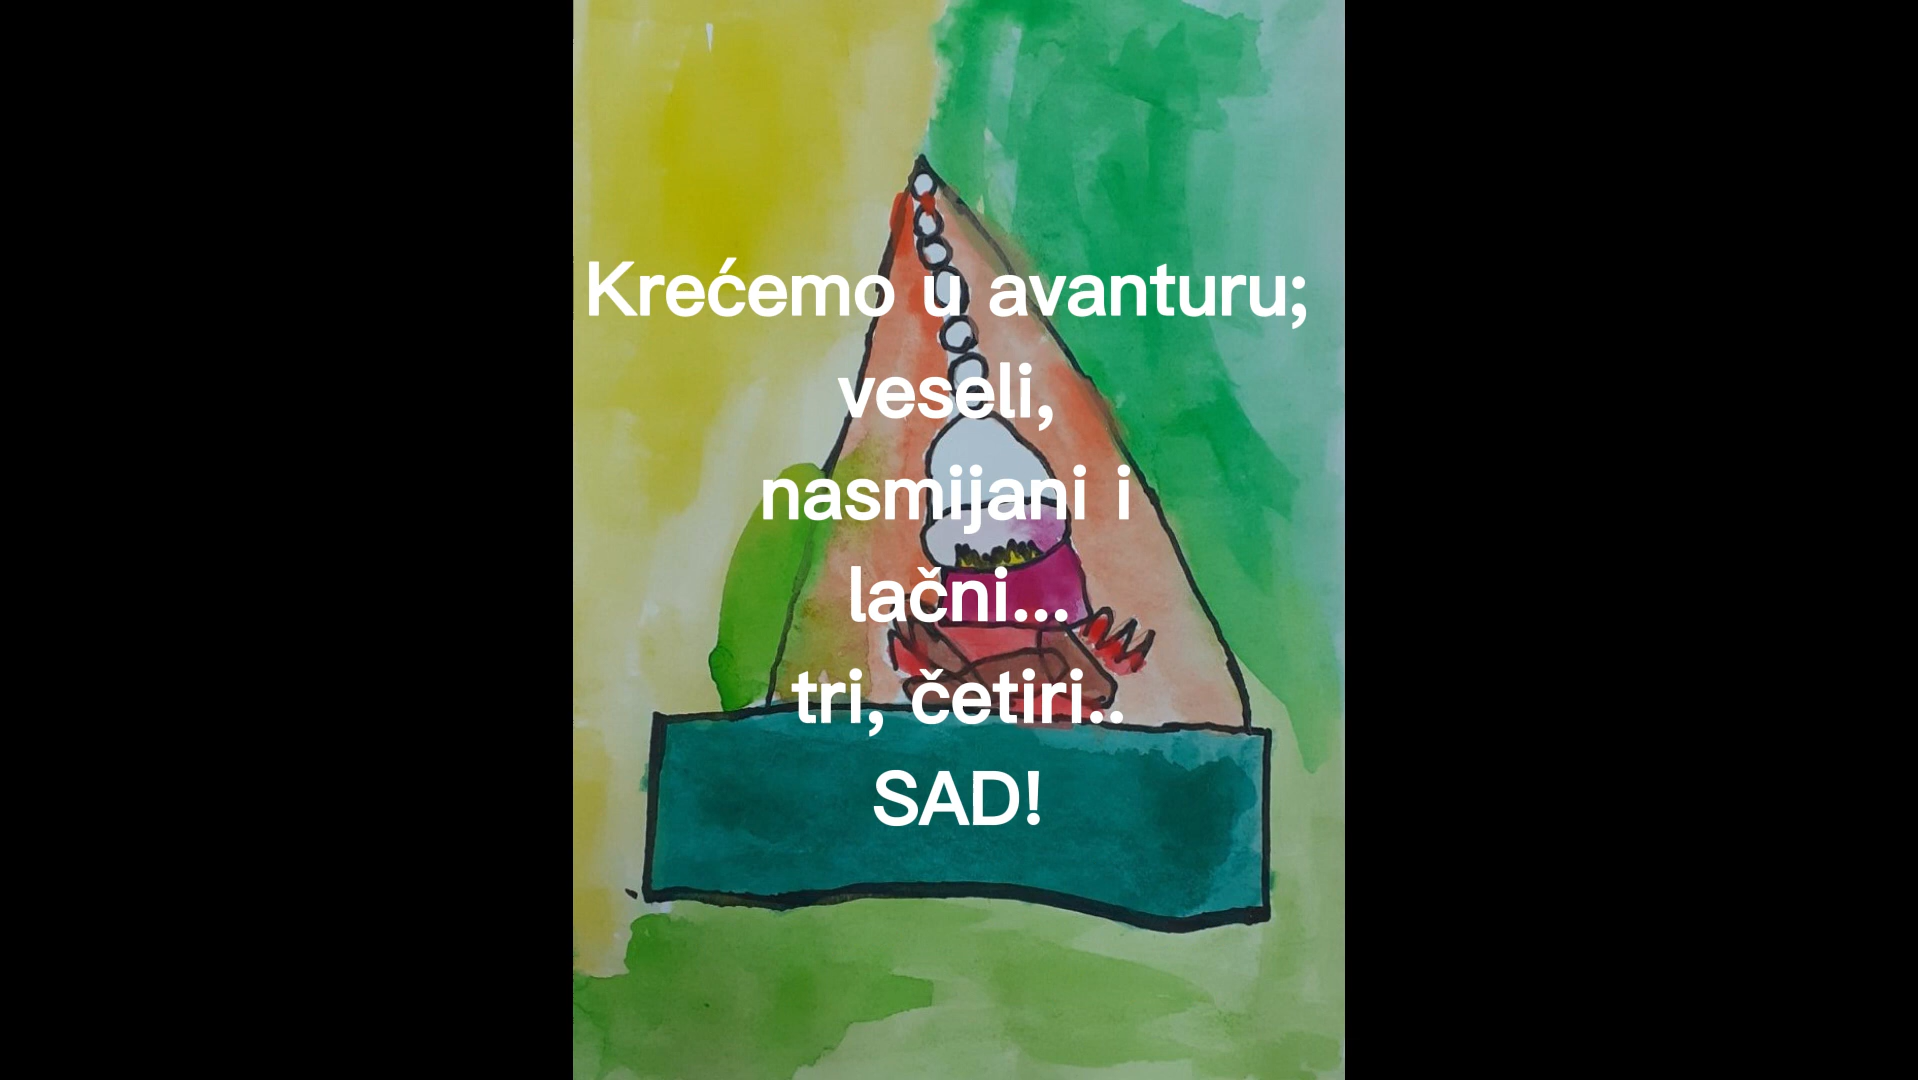 Krećemo u avanturu;
veseli,
nasmijani i
lačni...
tri, četiri..
SAD!